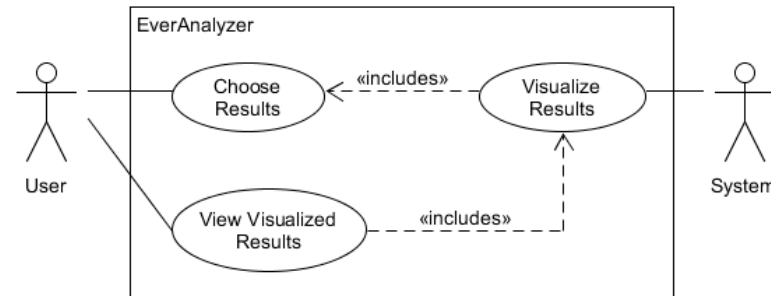 EverAnalyzer
Choose
Results
«includes»
Visualize
Results
User
System
View Visualized
Results
«includes»